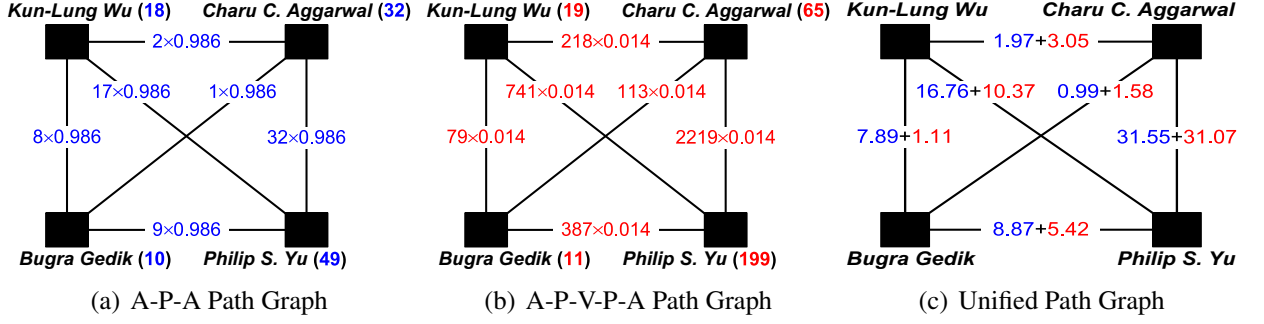 Kun-Lung Wu (18) Charu C. Aggarwal (32)
2×0.986
17×0.986 1×0.986
8×0.986 32×0.986
9×0.986
Bugra Gedik (10) Philip S. Yu (49)
(a) A-P-A Path Graph
Kun-Lung Wu (19) Charu C. Aggarwal (65)
218×0.014
741×0.014 113×0.014
79×0.014 2219×0.014
387×0.014
Bugra Gedik (11) Philip S. Yu (199)
(b) A-P-V-P-A Path Graph
Kun-Lung Wu Charu C. Aggarwal
1.97+3.05
16.76+10.37 0.99+1.58
7.89+1.11 31.55+31.07
8.87+5.42
Bugra Gedik Philip S. Yu
(c) Unified Path Graph